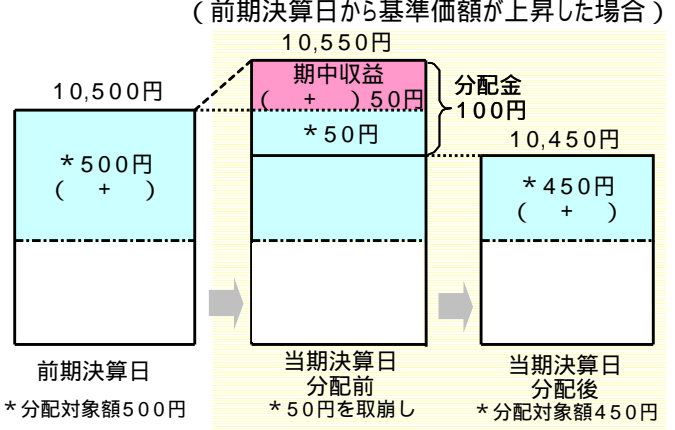 (前期決算日から基準価額が上昇した場合)
10,550円
10,500円
期中収益
( + )50円
*50円
分配金
100円
10,450円
*500円
( + )
*450円
( + )
前期決算日
*分配対象額500円
当期決算日
分配前
*50円を取崩し
当期決算日
分配後
*分配対象額450円